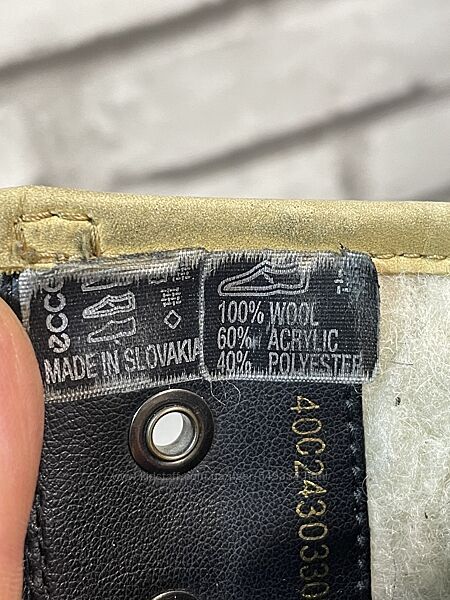 ecco
MADE IN SLOVAKIA
100% WOOL
60% ACRYLIC
40% POLYESTER
40C2430330